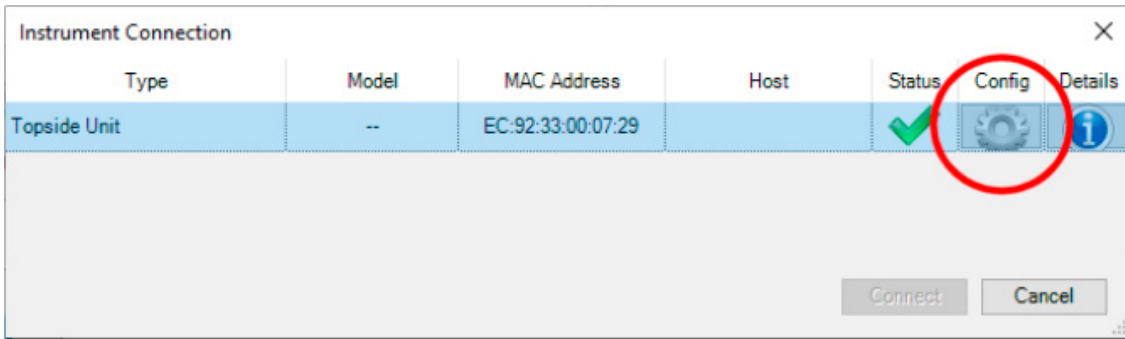 Instrument Connection
Type Model MAC Address Host Status Config Details
Topside Unit -- EC:92:33:00:07:29
Connect Cancel